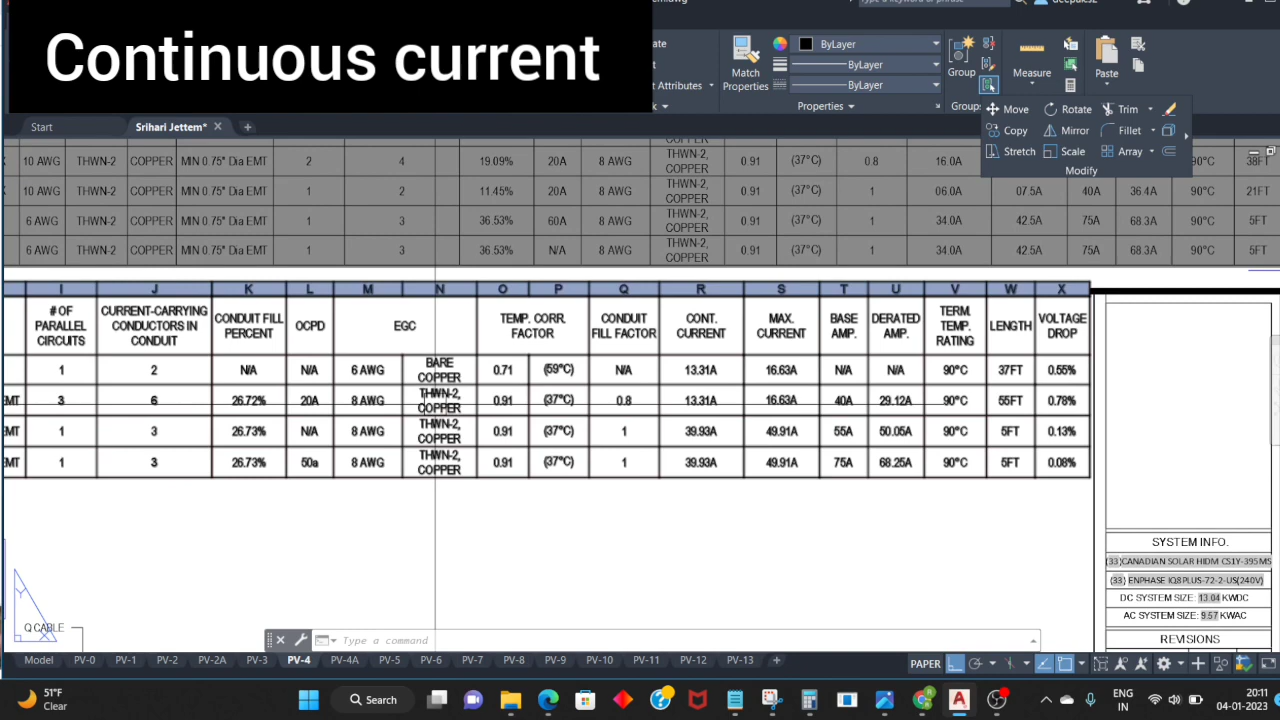 Continuous current
Match Properties
ByLayer
ByLayer
ByLayer
Properties
Group
Measure
Paste
Move Rotate Trim
Copy Mirror Fillet
Stretch Scale Array
Modify
Start Srihari Jettem*
10 AWG THWN-2 COPPER MIN 0.75" Dia EMT 2 4 19.09% 20A 8 AWG THWN-2, COPPER 0.91 (37°C) 0.8 16.0A 90°C 38FT
10 AWG THWN-2 COPPER MIN 0.75" Dia EMT 1 2 11.45% 20A 8 AWG THWN-2, COPPER 0.91 (37°C) 1 06.0A 07.5A 40A 36.4A 90°C 21FT
6 AWG THWN-2 COPPER MIN 0.75" Dia EMT 1 3 36.53% 60A 8 AWG THWN-2, COPPER 0.91 (37°C) 1 34.0A 42.5A 75A 68.3A 90°C 5FT
6 AWG THWN-2 COPPER MIN 0.75" Dia EMT 1 3 36.53% N/A 8 AWG THWN-2, COPPER 0.91 (37°C) 1 34.0A 42.5A 75A 68.3A 90°C 5FT
I J K L M N O P Q R S T U V W X
# OF PARALLEL CIRCUITS CURRENT-CARRYING CONDUCTORS IN CONDUIT CONDUIT FILL PERCENT OCPD EGC TEMP. CORR. FACTOR CONDUIT FILL FACTOR CONT. CURRENT MAX. CURRENT BASE AMP. DERATED AMP. TERM. TEMP. RATING LENGTH VOLTAGE DROP
1 2 N/A N/A 6 AWG BARE COPPER 0.71 (59°C) N/A 13.31A 16.63A N/A N/A 90°C 37FT 0.55%
EMT 3 6 26.72% 20A 8 AWG THWN-2, COPPER 0.91 (37°C) 0.8 13.31A 16.63A 40A 29.12A 90°C 55FT 0.78%
EMT 1 3 26.73% N/A 8 AWG THWN-2, COPPER 0.91 (37°C) 1 39.93A 49.91A 55A 50.05A 90°C 5FT 0.13%
EMT 1 3 26.73% 50a 8 AWG THWN-2, COPPER 0.91 (37°C) 1 39.93A 49.91A 75A 68.25A 90°C 5FT 0.08%
SYSTEM INFO.
(33)CANADIAN SOLAR HIDM CS1Y-395MS
(33) ENPHASE IQ8PLUS-72-2-US(240V)
DC SYSTEM SIZE: 13.04 KWDC
AC SYSTEM SIZE: 9.57 KWAC
REVISIONS
Y
X
Q CABLE
Type a command
Model PV-0 PV-1 PV-2 PV-2A PV-3 PV-4 PV-4A PV-5 PV-6 PV-7 PV-8 PV-9 PV-10 PV-11 PV-12 PV-13
PAPER
51°F
Clear
Search
ENG
IN
20:11
04-01-2023